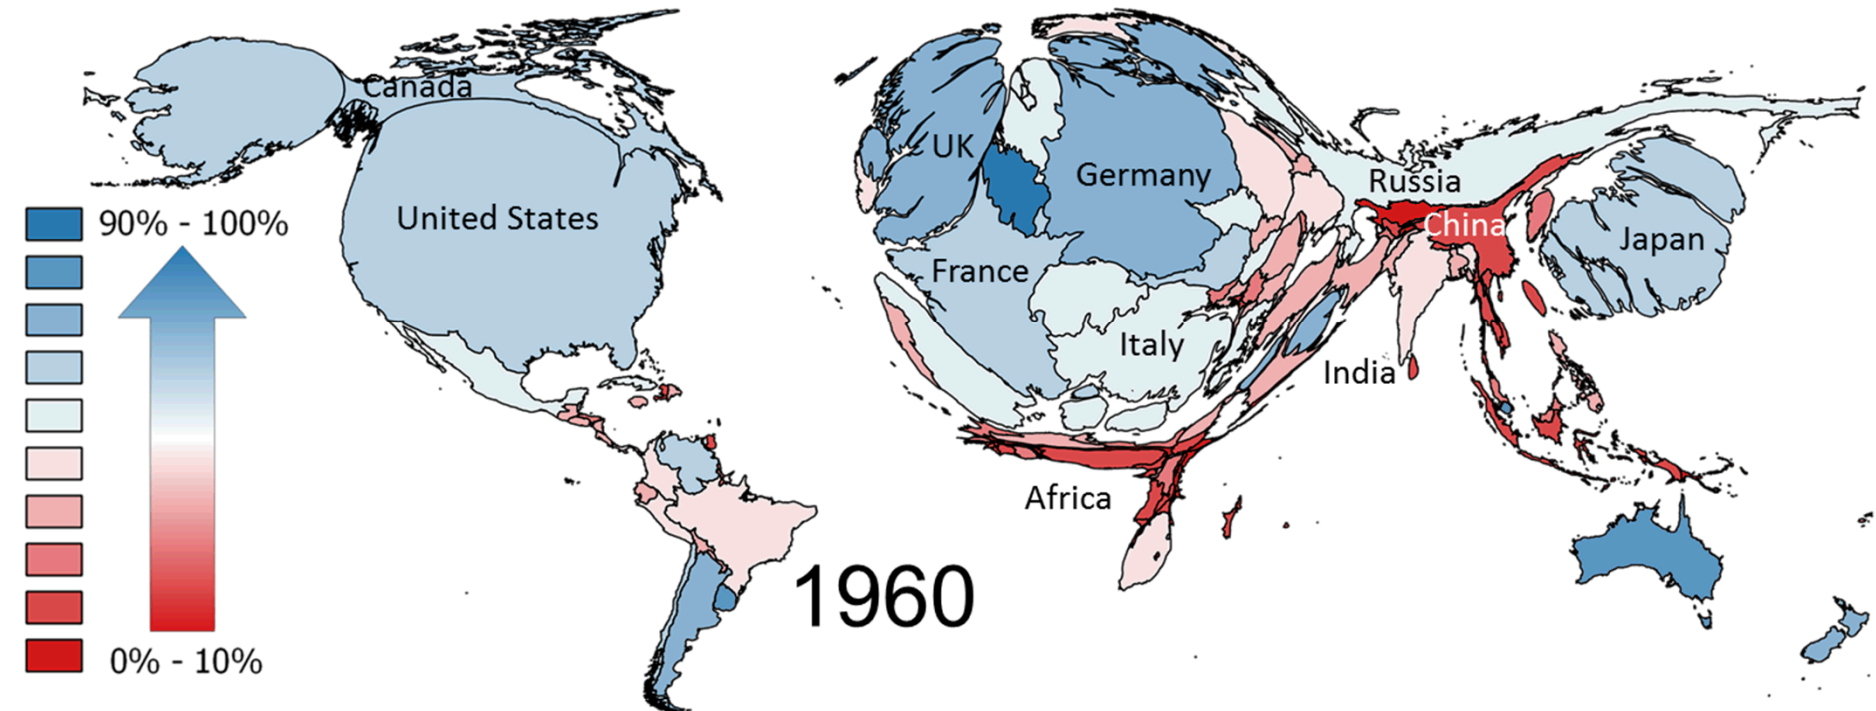 Canada
UK
Germany
Russia
United States
90% - 100%
China
Japan
France
Italy
India
Africa
1960
0% - 10%